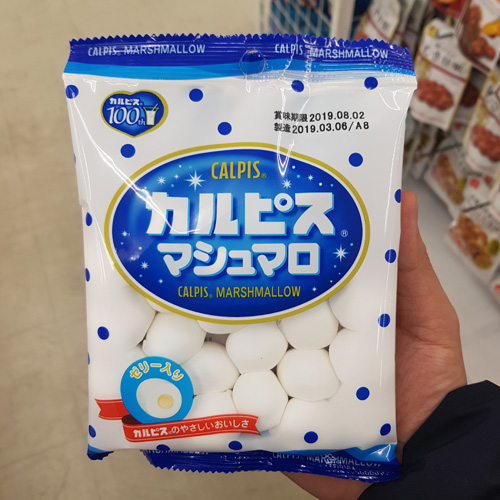 CALPIS® MARSHMALLOW
カルピス®
100th
賞味期限 2019.08.02
製造 2019.03.06/A8
CALPIS®
カルピス®
マシュマロ
CALPIS® MARSHMALLOW
ゼリー入り
カルピス®のやさしいおいしさ
CALPIS® MARSHMALLOW